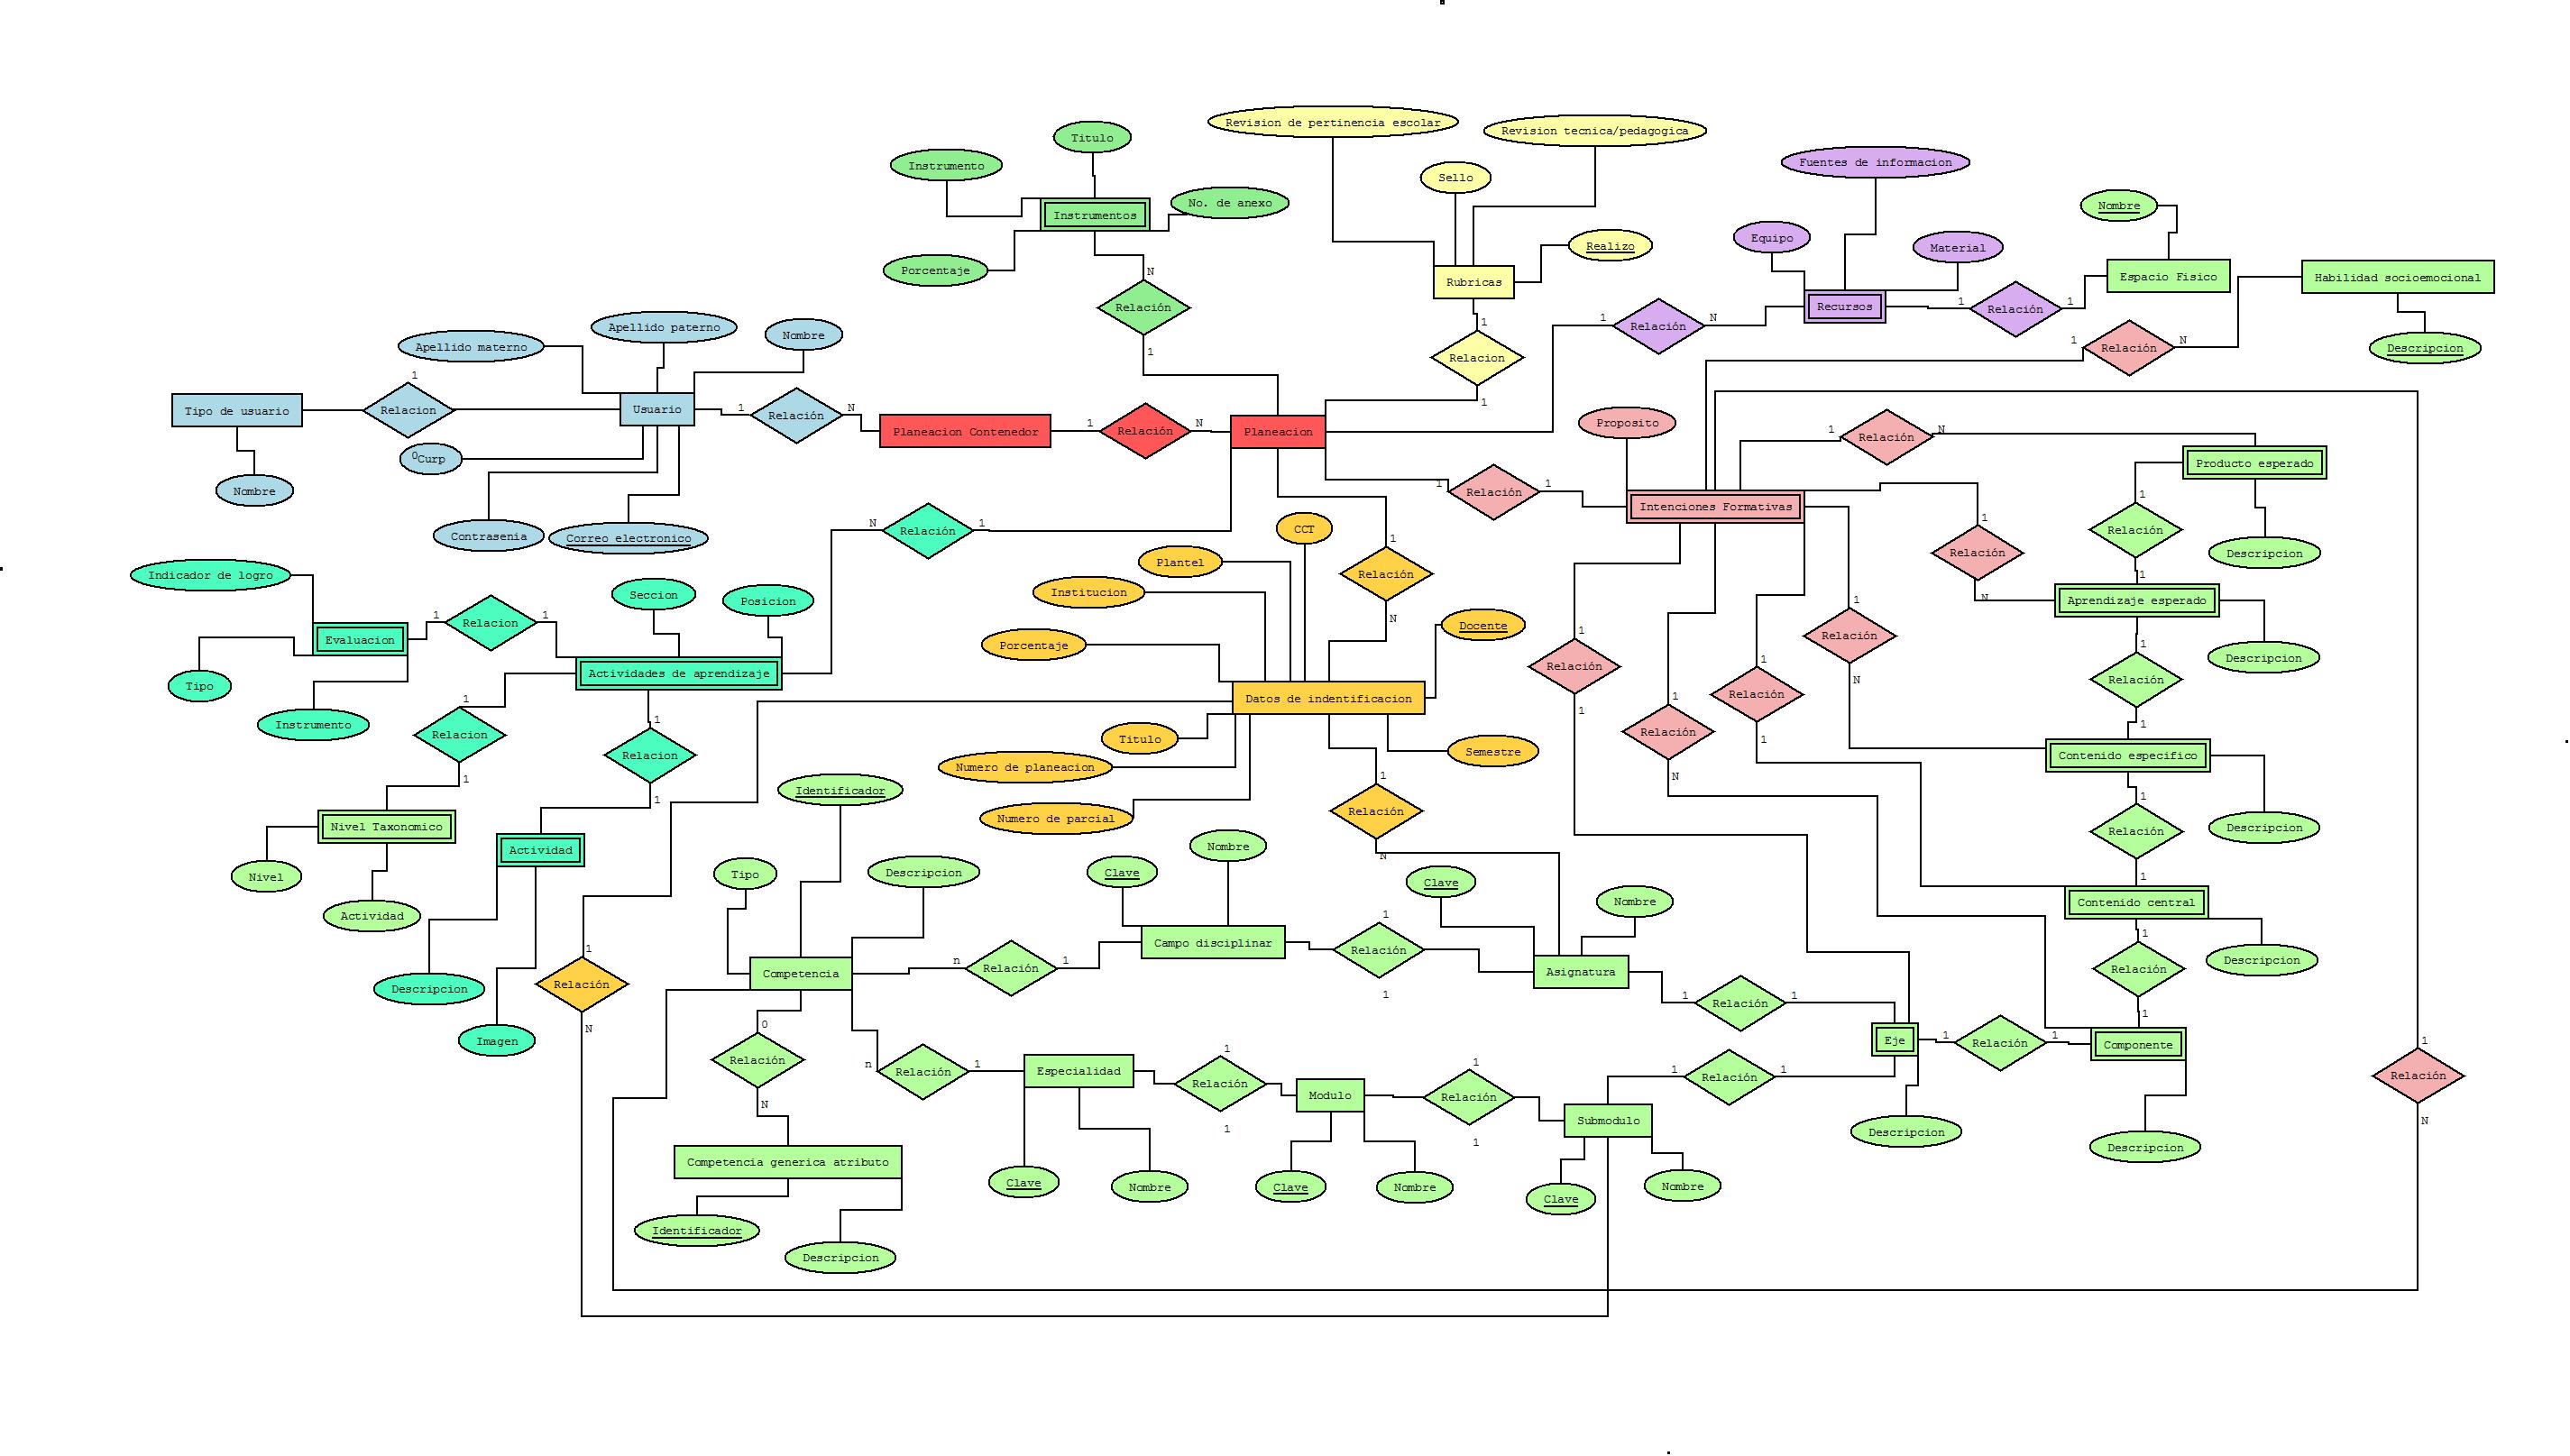 Revision de pertinencia escolar
Revision tecnica/pedagogica
Titulo
Instrumento
Fuentes de informacion
Sello
No. de anexo
Nombre
Instrumentos
Equipo
Realizo
Material
Porcentaje
N
Rubricas
Espacio Fisico
Habilidad socioemocional
Relación
1
1
1
Recursos
Relación
1
1
N
Relación
Apellido paterno
Nombre
1
N
Relación
Descripcion
Apellido materno
1
Relacion
1
1
Tipo de usuario
Relacion
Usuario
1
Relación
N
Planeacion Contenedor
1
Relación
N
Planeacion
Proposito
1
Relación
N
0
Curp
Producto esperado
Nombre
1
Relación
1
Intenciones Formativas
1
Contrasenia
Correo electronico
N
Relación
1
CCT
1
1
Relación
Descripcion
Relación
Plantel
Relación
1
N
Indicador de logro
Seccion
Posicion
Institucion
1
Aprendizaje esperado
N
Docente
1
Relacion
1
1
Relación
Evaluacion
Porcentaje
1
Descripcion
Actividades de aprendizaje
Relación
1
N
Relación
Tipo
Datos de indentificacion
1
Relación
1
1
Relacion
Instrumento
1
Relacion
Titulo
Semestre
Relación
1
1
Contenido especifico
Numero de planeacion
1
N
1
1
1
Identificador
Relación
Numero de parcial
Nivel Taxonomico
Relación
Descripcion
Actividad
Nombre
N
Nivel
Tipo
Descripcion
Clave
Clave
1
Actividad
Nombre
Contenido central
1
1
1
Campo disciplinar
Relación
n
Relación
1
Relación
Descripcion
Competencia
Asignatura
Relación
Descripcion
1
Relación
1
1
0
N
1
Imagen
Eje
1
Relación
1
Componente
1
Relación
1
1
n
Relación
1
Especialidad
1
Relación
1
Relación
Relación
Modulo
Relación
N
Submodulo
N
1
1
Descripcion
Descripcion
Competencia generica atributo
Clave
Nombre
Clave
Nombre
Clave
Nombre
Identificador
Descripcion